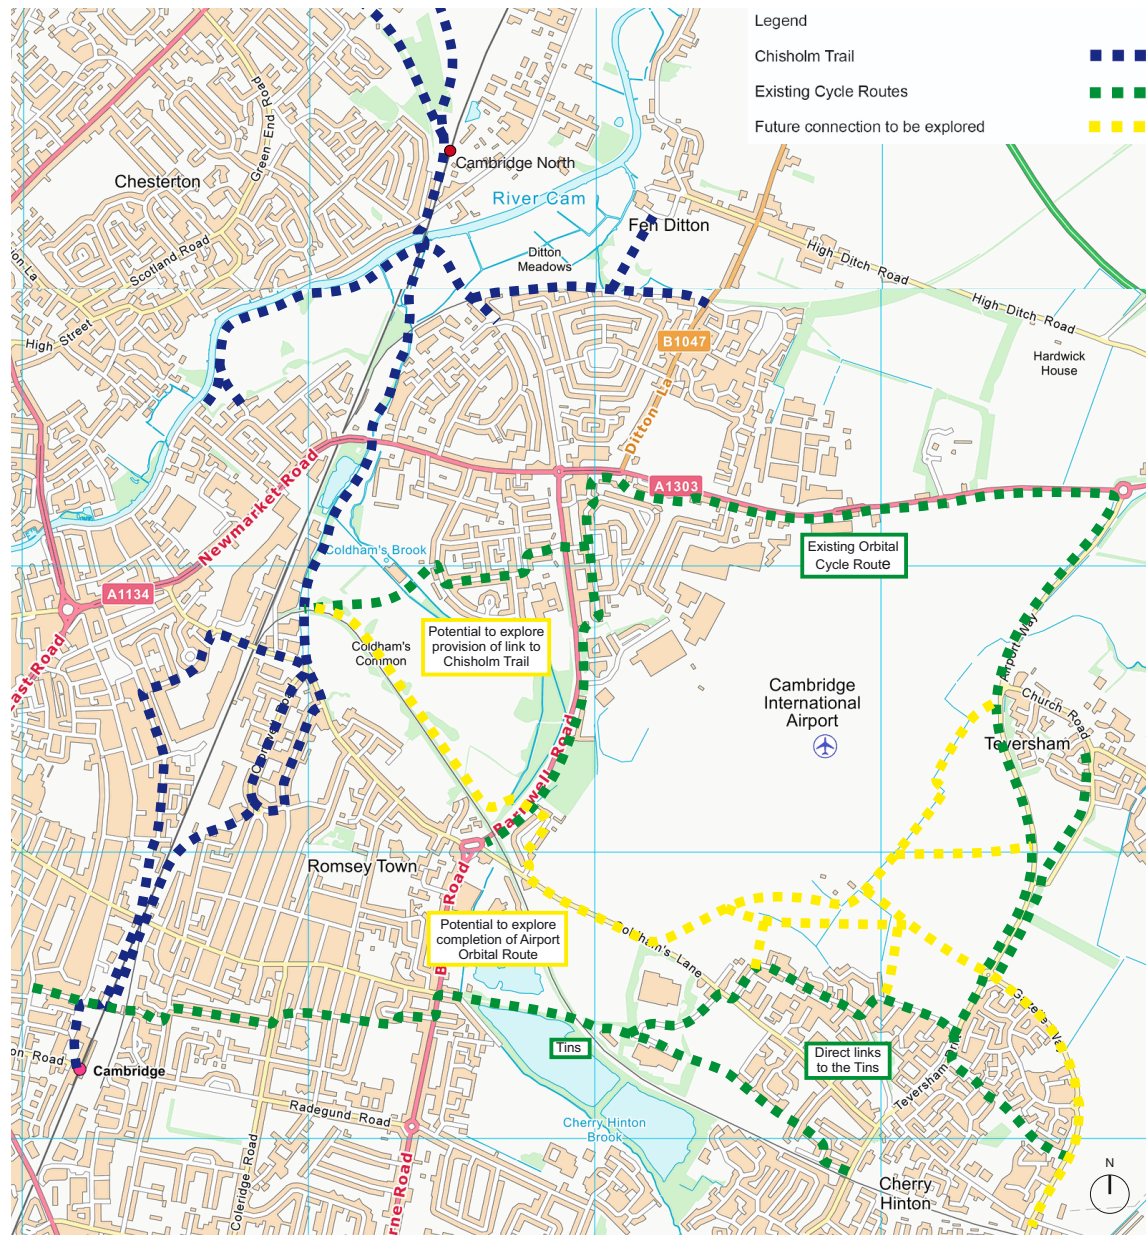 Legend
Chisholm Trail
Existing Cycle Routes
Future connection to be explored
Green End Road
Cambridge North
Chesterton
River Cam
Fen Ditton
Scotland Road
Ditton
Meadows
High Ditch Road
High Ditch Road
High Street
B1047
Hardwick
House
Ditton La
Newmarket Road
A1303
Coldham's Brook
Existing Orbital
Cycle Route
A1134
Potential to explore
provision of link to
Chisholm Trail
Coldham's
Common
Airport Way
Cambridge
International
Airport
Church Road
Teversham
Barnwell Road
Romsey Town
Road
Potential to explore
completion of Airport
Orbital Route
Coldham's Lane
Tins
Direct links
to the Tins
Teversham Drift
Cambridge
Radegund Road
Cherry Hinton
Brook
Coleridge Road
Cherry
Hinton
N